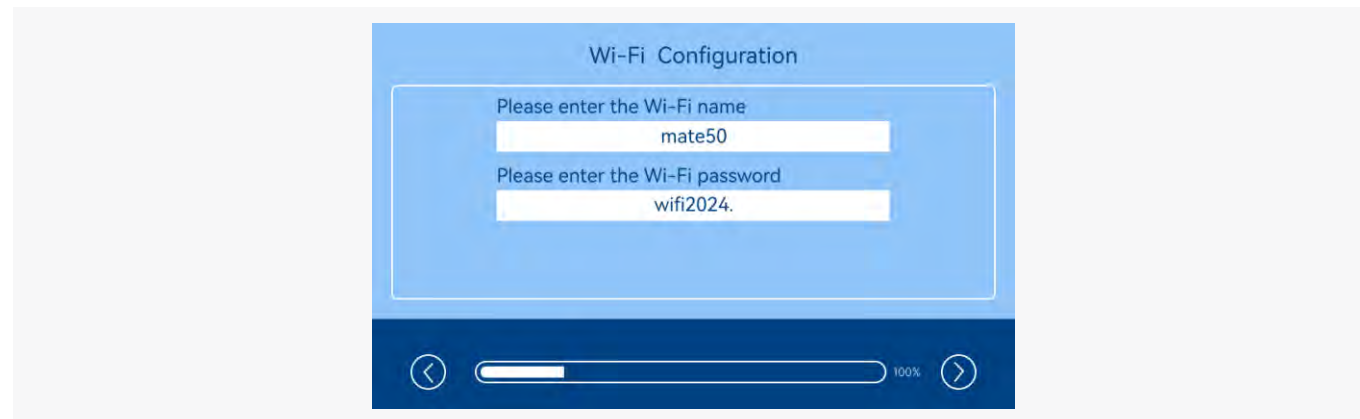 Wi-Fi Configuration
Please enter the Wi-Fi name
mate50
Please enter the Wi-Fi password
wifi2024.
100%